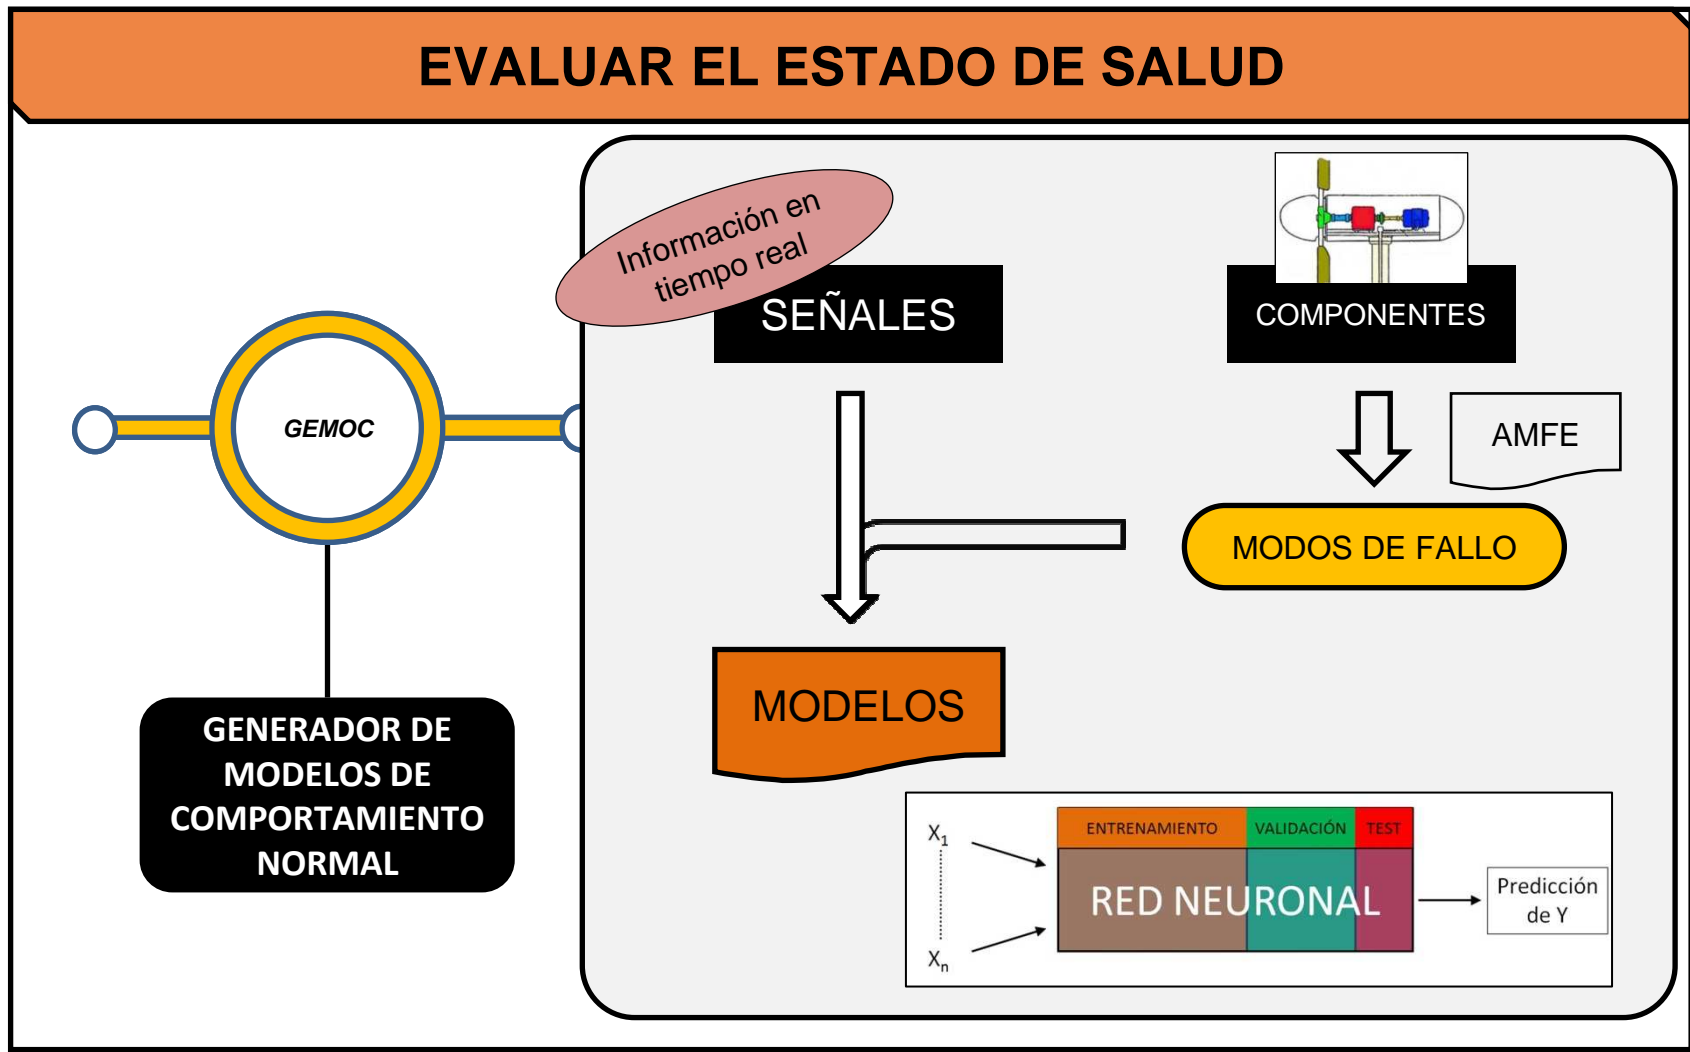 EVALUAR EL ESTADO DE SALUD
Información en
tiempo real
SEÑALES
COMPONENTES
GEMOC
AMFE
MODOS DE FALLO
MODELOS
GENERADOR DE
MODELOS DE
COMPORTAMIENTO
NORMAL
X1
Xn
ENTRENAMIENTO
VALIDACIÓN
TEST
RED NEURONAL
Predicción
de Y